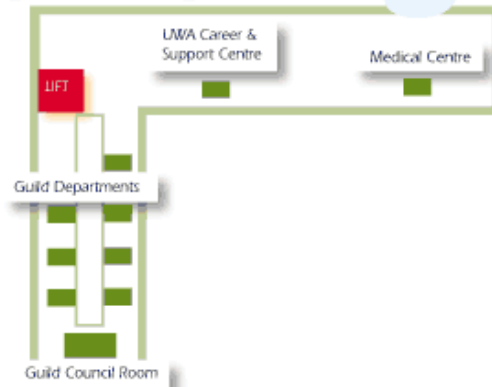 UWA Career &
Support Centre
Medical Centre
LIFT
Guild Departments
Guild Council Room